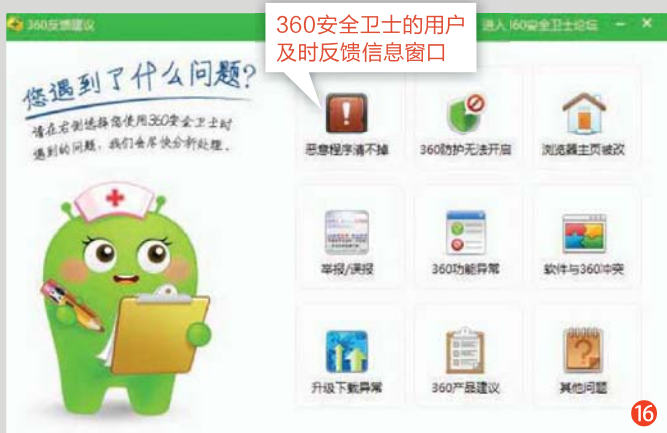 360反馈建议
进入360安全卫士论坛
360安全卫士的用户
及时反馈信息窗口
您遇到了什么问题?
请在右侧选择您使用360安全卫士时
遇到的问题，我们会尽快分析处理。
恶意程序清不掉
360防护无法开启
浏览器主页被改
举报/误报
360功能异常
软件与360冲突
升级下载异常
360产品建议
其他问题
16